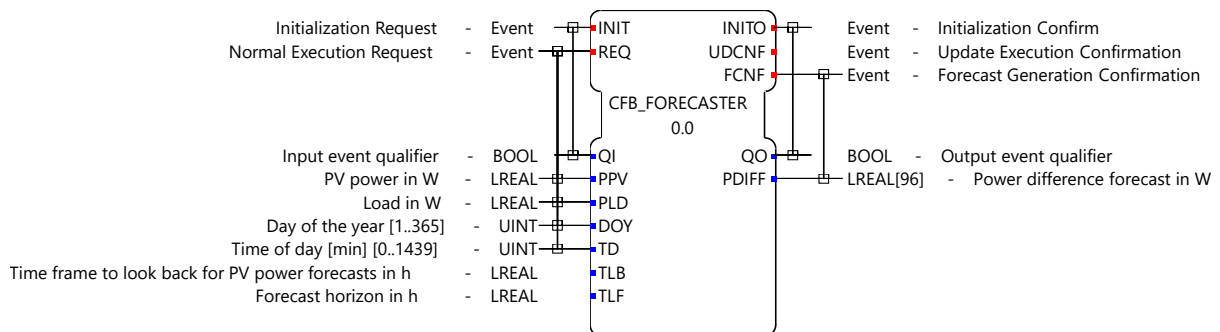 Initialization Request - Event INIT INITO Event - Initialization Confirm
Normal Execution Request - Event REQ UDCNF Event - Update Execution Confirmation
FCNF Event - Forecast Generation Confirmation
CFB_FORECASTER
0.0
Input event qualifier - BOOL QI QO BOOL - Output event qualifier
PV power in W - LREAL PPV PDIFF LREAL[96] - Power difference forecast in W
Load in W - LREAL PLD
Day of the year [1..365] - UINT DOY
Time of day [min] [0..1439] - UINT TD
Time frame to look back for PV power forecasts in h - LREAL TLB
Forecast horizon in h - LREAL TLF